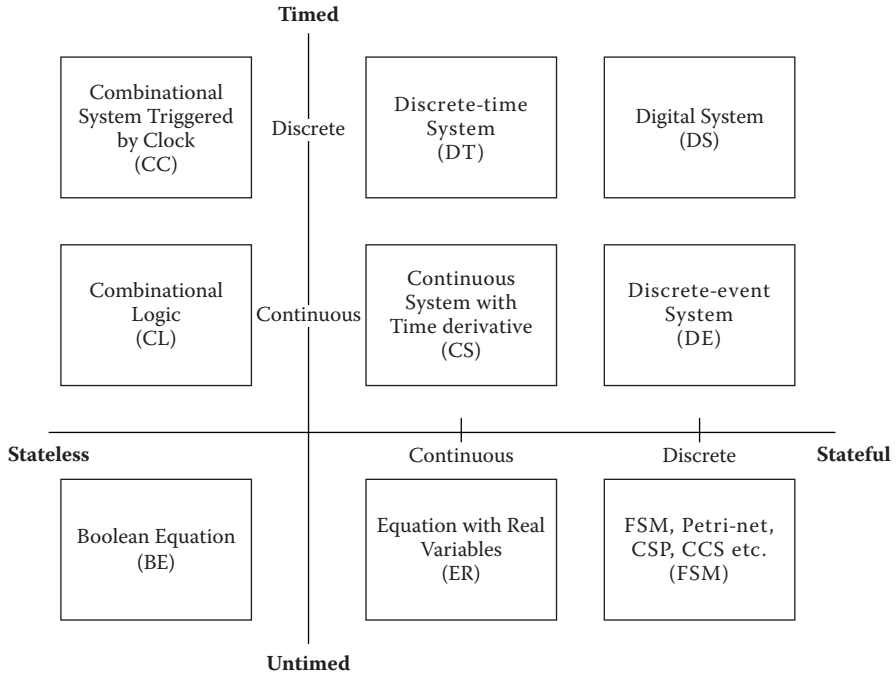 Timed
Combinational
System Triggered
by Clock
(CC)
Discrete
Discrete-time
System
(DT)
Digital System
(DS)
Combinational
Logic
(CL)
Continuous
Continuous
System with
Time derivative
(CS)
Discrete-event
System
(DE)
Stateless
Continuous
Discrete
Stateful
Boolean Equation
(BE)
Equation with Real
Variables
(ER)
FSM, Petri-net,
CSP, CCS etc.
(FSM)
Untimed